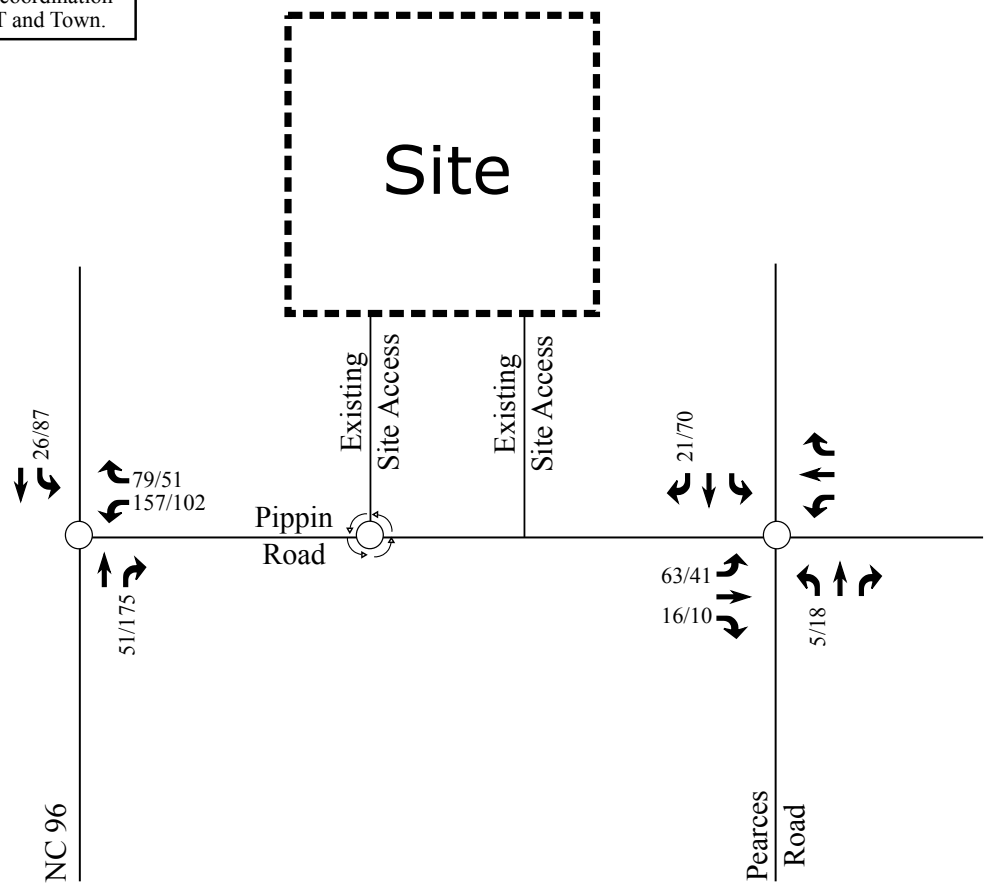 coordination
T and Town.
Site
Existing
Site Access
Existing
Site Access
26/87
79/51
157/102
51/175
Pippin
Road
21/70
63/41
16/10
5/18
NC 96
Pearces
Road